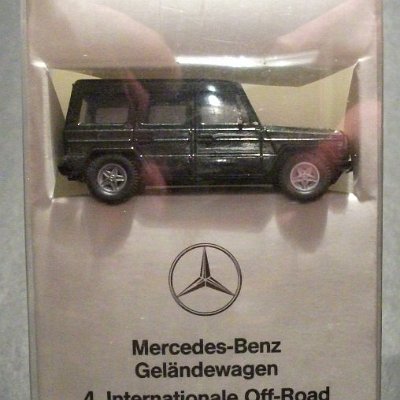 Mercedes-Benz
Geländewagen
4. Internationale Off-Road